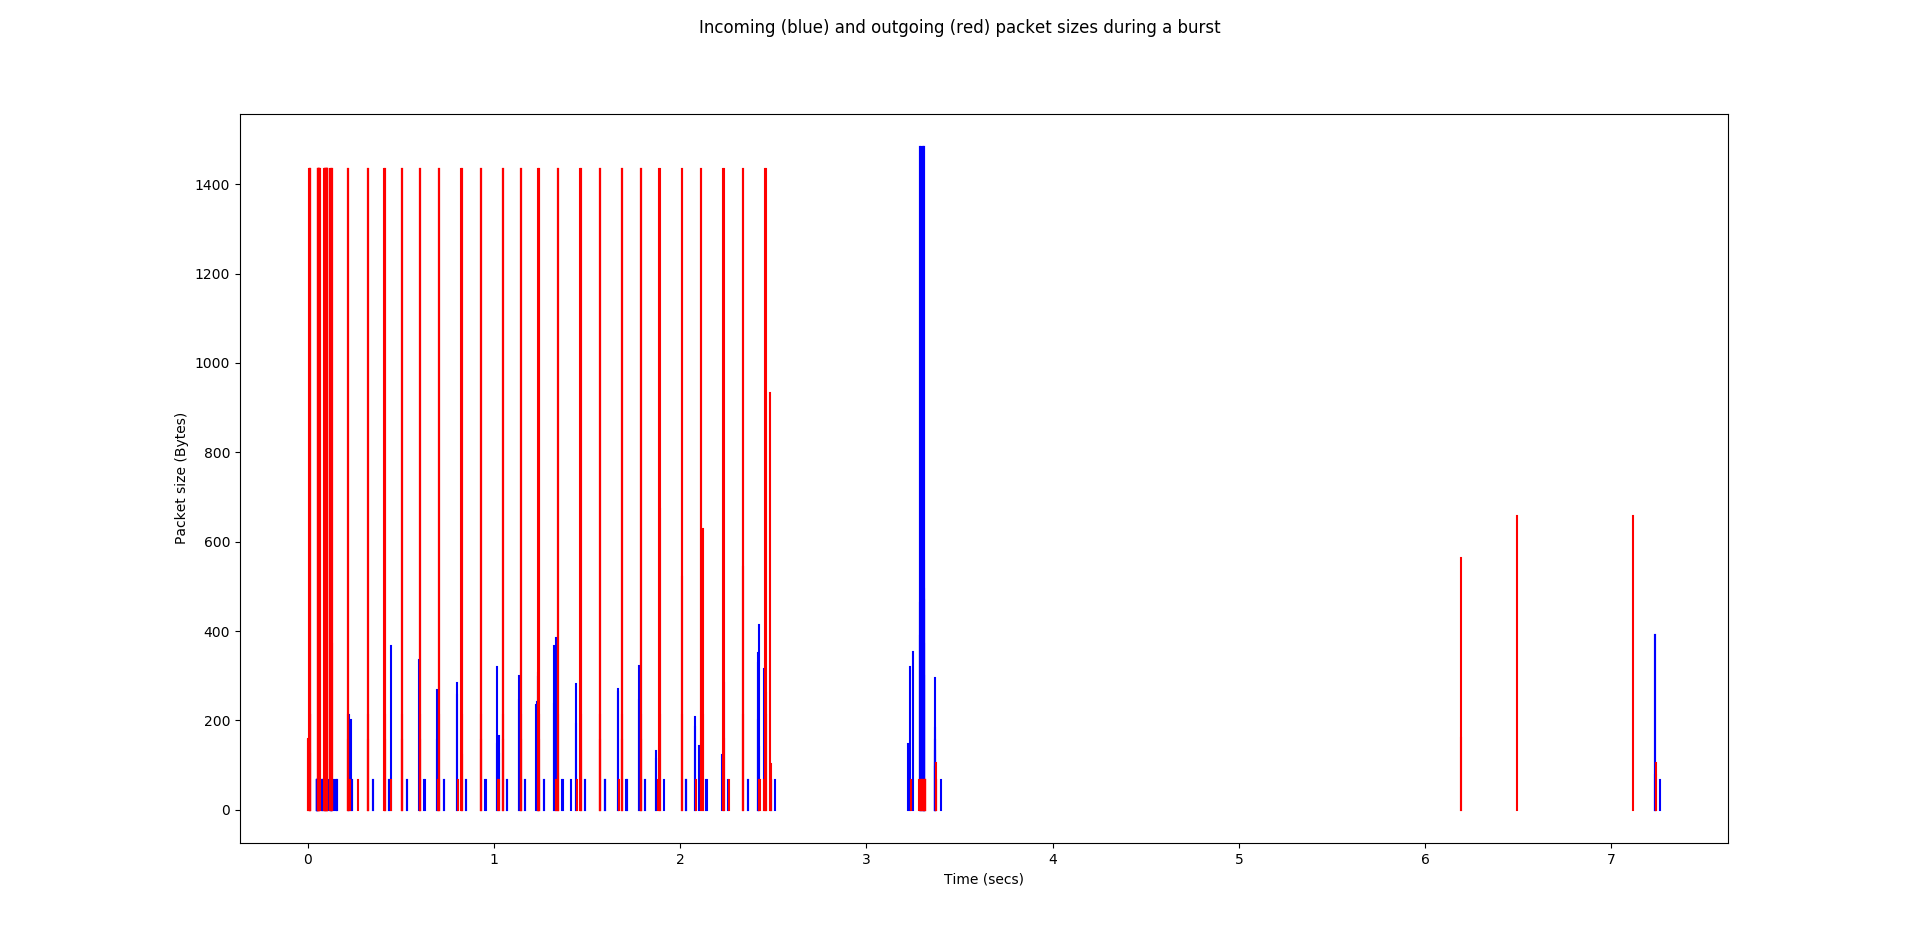 Incoming (blue) and outgoing (red) packet sizes during a burst
Packet size (Bytes)
1400
1200
1000
800
600
400
200
0
0 1 2 3 4 5 6 7
Time (secs)